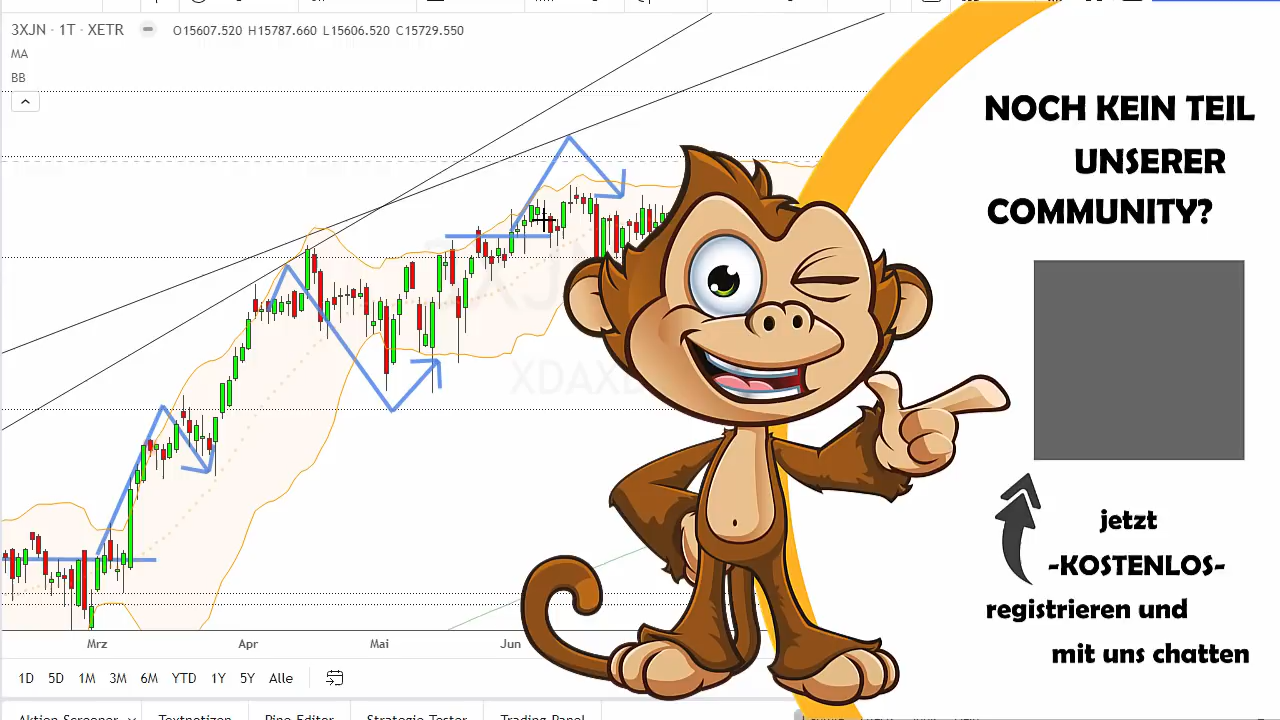 3XJN · 1T · XETR
O15607.520 H15787.660 L15606.520 C15729.550
MA
BB
NOCH KEIN TEIL
UNSERER
COMMUNITY?
jetzt
-KOSTENLOS-
registrieren und
mit uns chatten
Mrz Apr Mai Jun
1D 5D 1M 3M 6M YTD 1Y 5Y Alle
Aktien Screener Textnotizen Pine Editor Strategie Tester Trading Panel